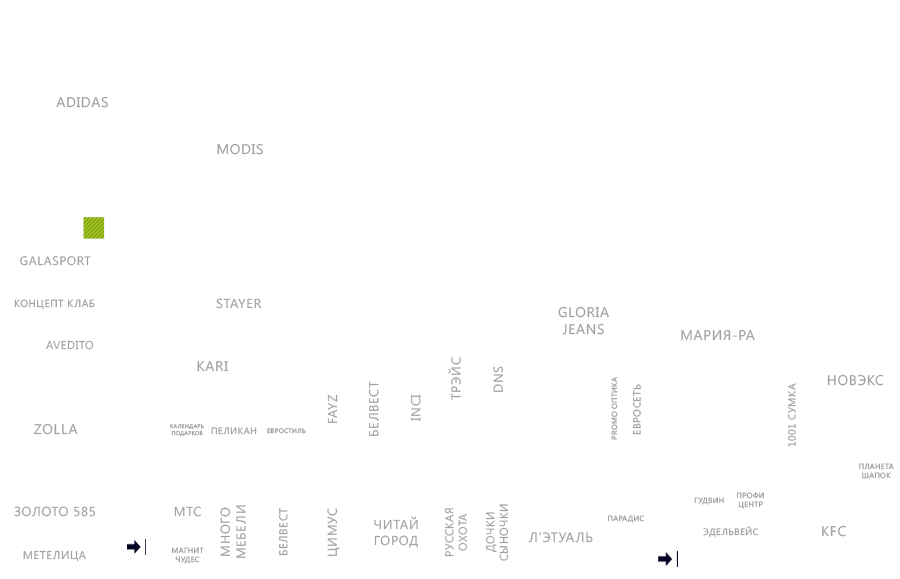 ADIDAS
MODIS
GALASPORT
КОНЦЕПТ КЛАБ
STAYER
GLORIA
JEANS
МАРИЯ-РА
AVEDITO
KARI
НОВЭКС
ТРЭЙС
DNS
FAYZ
БЕЛВЕСТ
INCI
PROMO ОПТИКА
ЕВРОСЕТЬ
1001 СУМКА
ZOLLA
КАЛЕНДАРЬ
ПОДАРКОВ
ПЕЛИКАН
ЕВРОСТИЛЬ
ПЛАНЕТА
ШАПОК
ГУДВИН
ПРОФИ
ЦЕНТР
ЗОЛОТО 585
МТС
МНОГО
МЕБЕЛИ
БЕЛВЕСТ
ЦИМУС
ЧИТАЙ
ГОРОД
РУССКАЯ
ОХОТА
ДОЧКИ
СЫНОЧКИ
Л'ЭТУАЛЬ
ПАРАДИС
ЭДЕЛЬВЕЙС
KFC
МЕТЕЛИЦА
МАГНИТ
ЧУДЕС